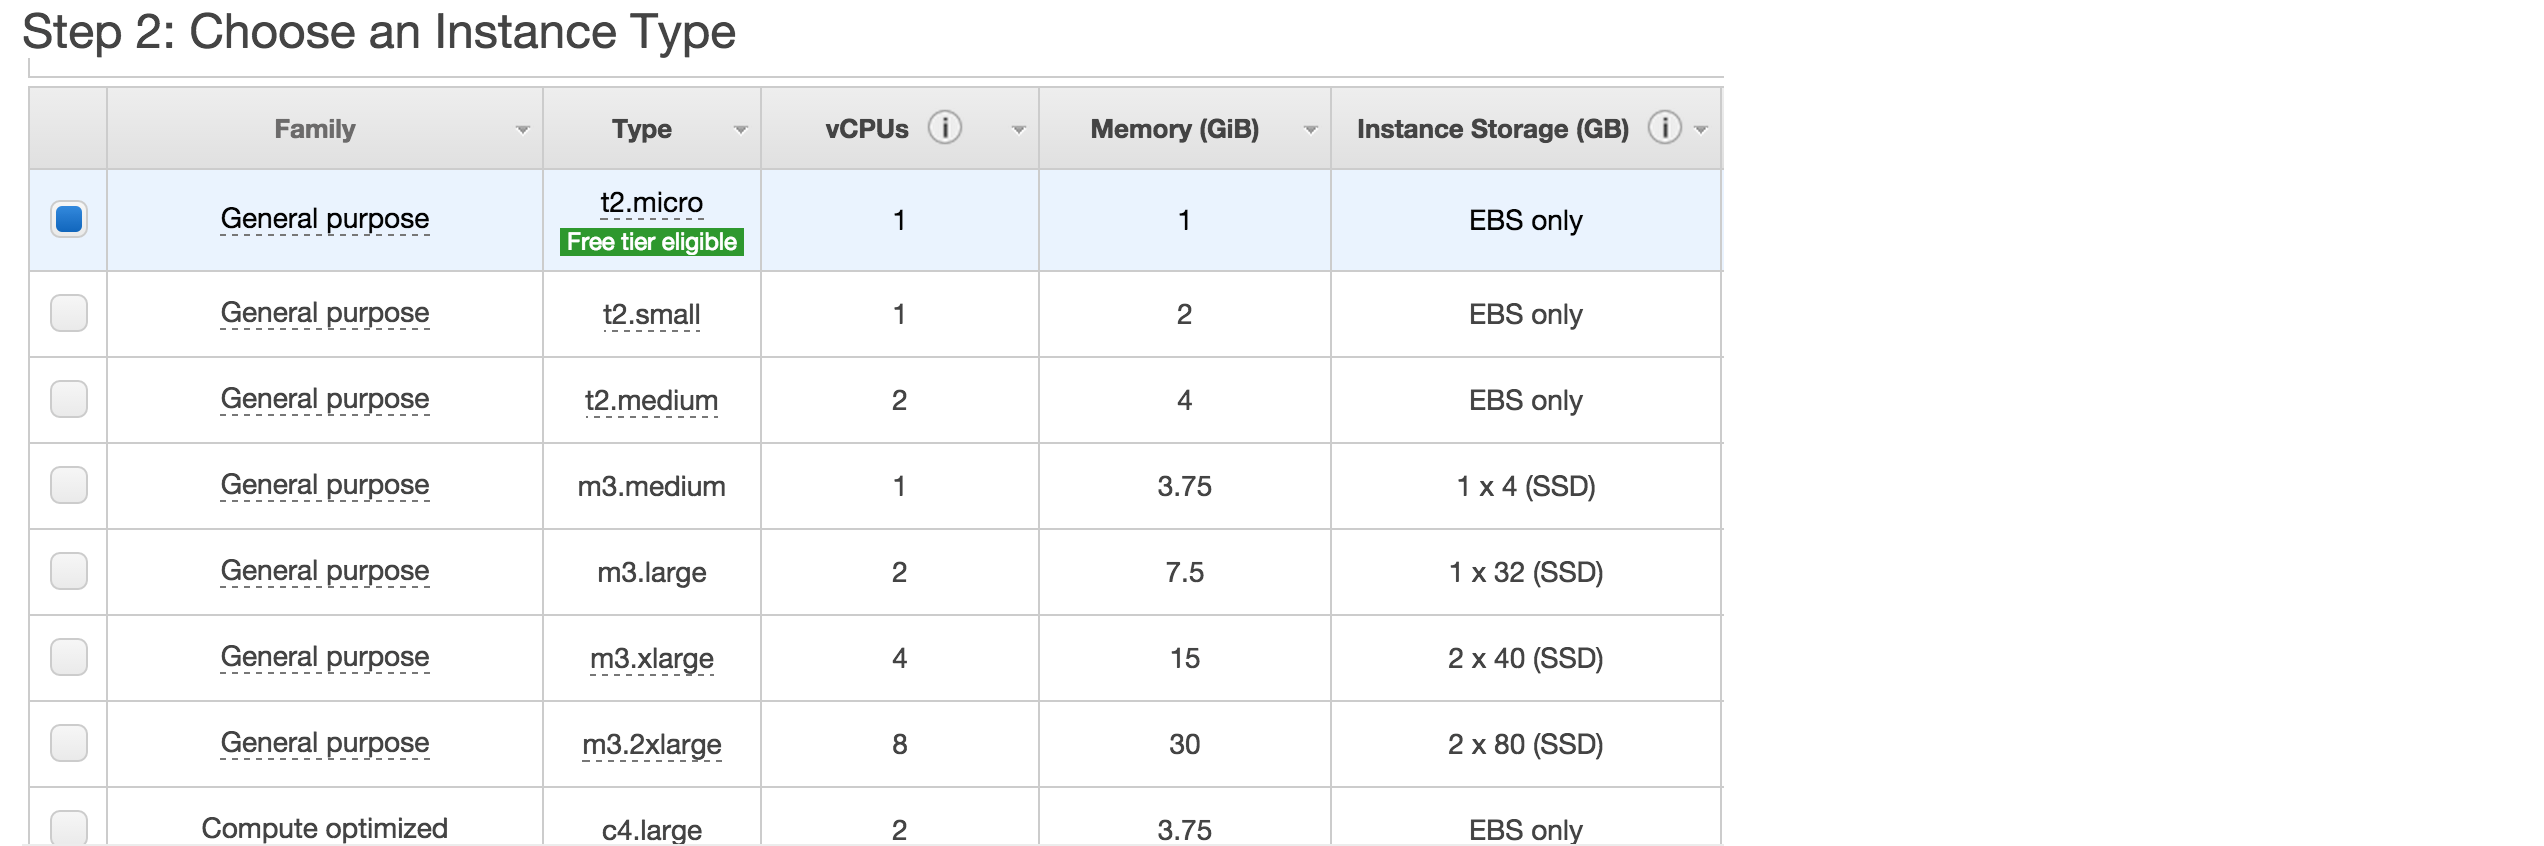 Step 2: Choose an Instance Type
Family Type vCPUs i Memory (GiB) Instance Storage (GB) i
General purpose t2.micro Free tier eligible 1 1 EBS only
General purpose t2.small 1 2 EBS only
General purpose t2.medium 2 4 EBS only
General purpose m3.medium 1 3.75 1 x 4 (SSD)
General purpose m3.large 2 7.5 1 x 32 (SSD)
General purpose m3.xlarge 4 15 2 x 40 (SSD)
General purpose m3.2xlarge 8 30 2 x 80 (SSD)
Compute optimized c4.large 2 3.75 EBS only